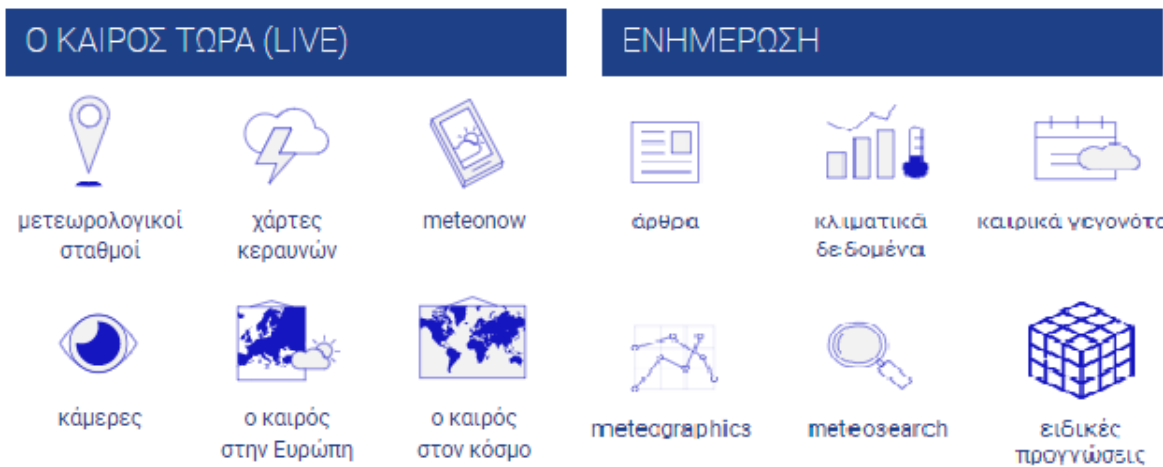 Ο ΚΑΙΡΟΣ ΤΩΡΑ (LIVE)
μετεωρολογικοί
σταθμοί
χάρτες
κεραυνών
meteonow
κάμερες
ο καιρός
στην Ευρώπη
ο καιρός
στον κόσμο
ΕΝΗΜΕΡΩΣΗ
άρθρα
κλιματικά
δεδομένα
καιρικά γεγονότα
meteographics
meteosearch
ειδικές
προγνώσεις